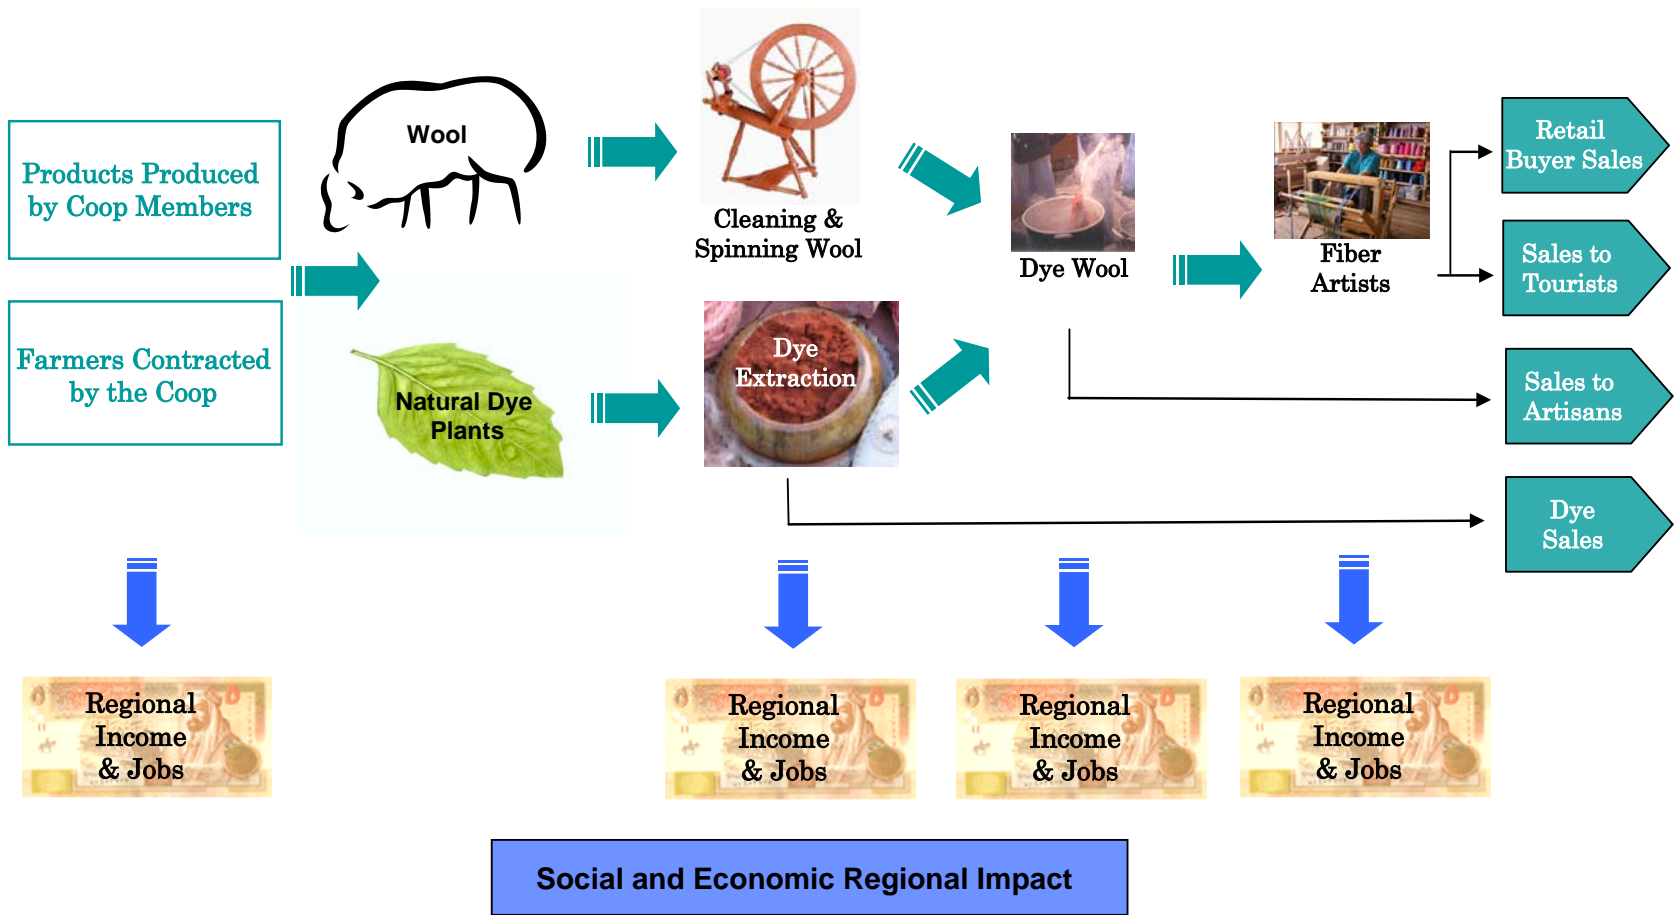 Products Produced
by Coop Members
Farmers Contracted
by the Coop
Wool
Natural Dye
Plants
Cleaning &
Spinning Wool
Dye
Extraction
Dye Wool
Fiber
Artists
Retail
Buyer Sales
Sales to
Tourists
Sales to
Artisans
Dye
Sales
Regional
Income
& Jobs
Regional
Income
& Jobs
Regional
Income
& Jobs
Regional
Income
& Jobs
Social and Economic Regional Impact